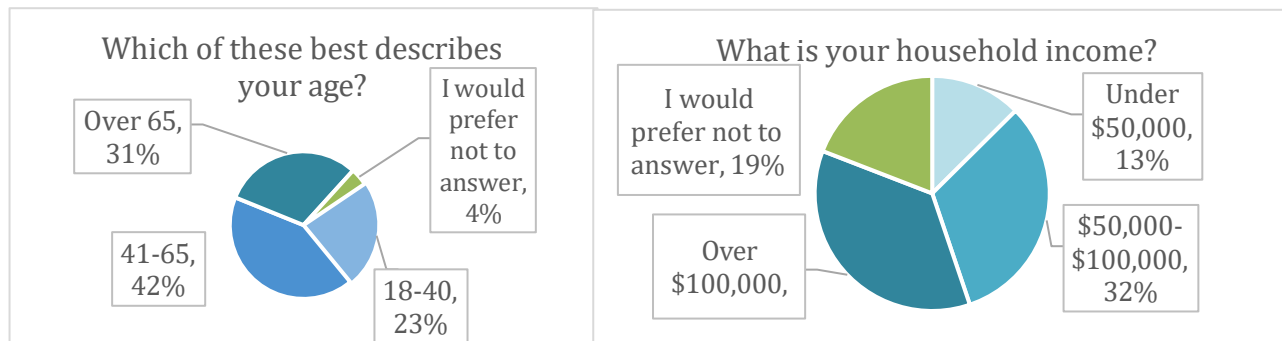 Which of these best describes
your age?
I would
prefer
not to
answer,
4%
Over 65,
31%
41-65,
42%
18-40,
23%
What is your household income?
I would
prefer not to
answer, 19%
Under
$50,000,
13%
Over
$100,000,
$50,000-
$100,000,
32%